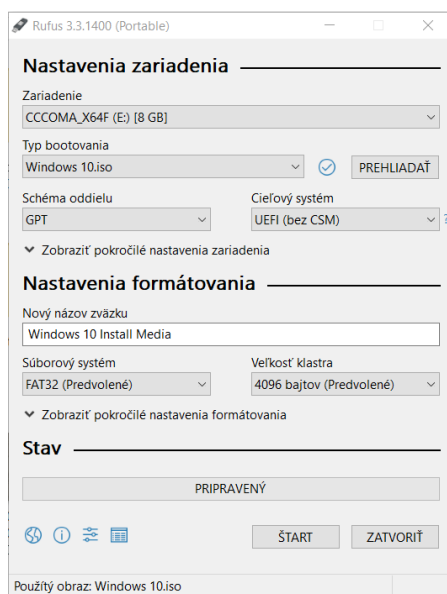 Rufus 3.3.1400 (Portable)
Nastavenia zariadenia
Zariadenie
CCCOMA_X64F (E:) [8 GB]
Typ bootovania
Windows 10.iso
PREHLIADAŤ
Schéma oddielu
Cieľový systém
GPT
UEFI (bez CSM)
?
Zobraziť pokročilé nastavenia zariadenia
Nastavenia formátovania
Nový názov zväzku
Windows 10 Install Media
Súborový systém
Veľkosť klastra
FAT32 (Predvolené)
4096 bajtov (Predvolené)
Zobraziť pokročilé nastavenia formátovania
Stav
PRIPRAVENÝ
ŠTART
ZATVORIŤ
Použítý obraz: Windows 10.iso